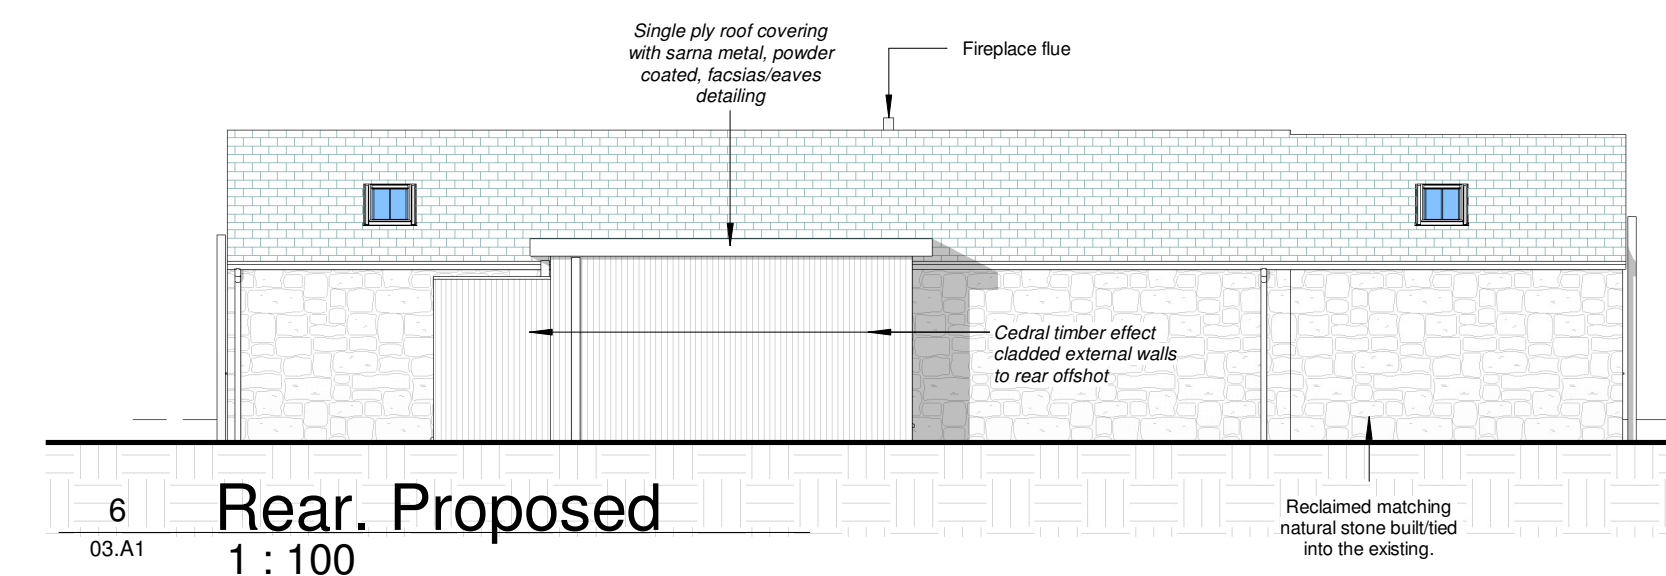 Single ply roof covering
with sarna metal, powder
coated, facsias/eaves
detailing
Fireplace flue
Cedral timber effect
cladded external walls
to rear offshot
Reclaimed matching
natural stone built/tied
into the existing.
6
Rear. Proposed
03.A1
1 : 100